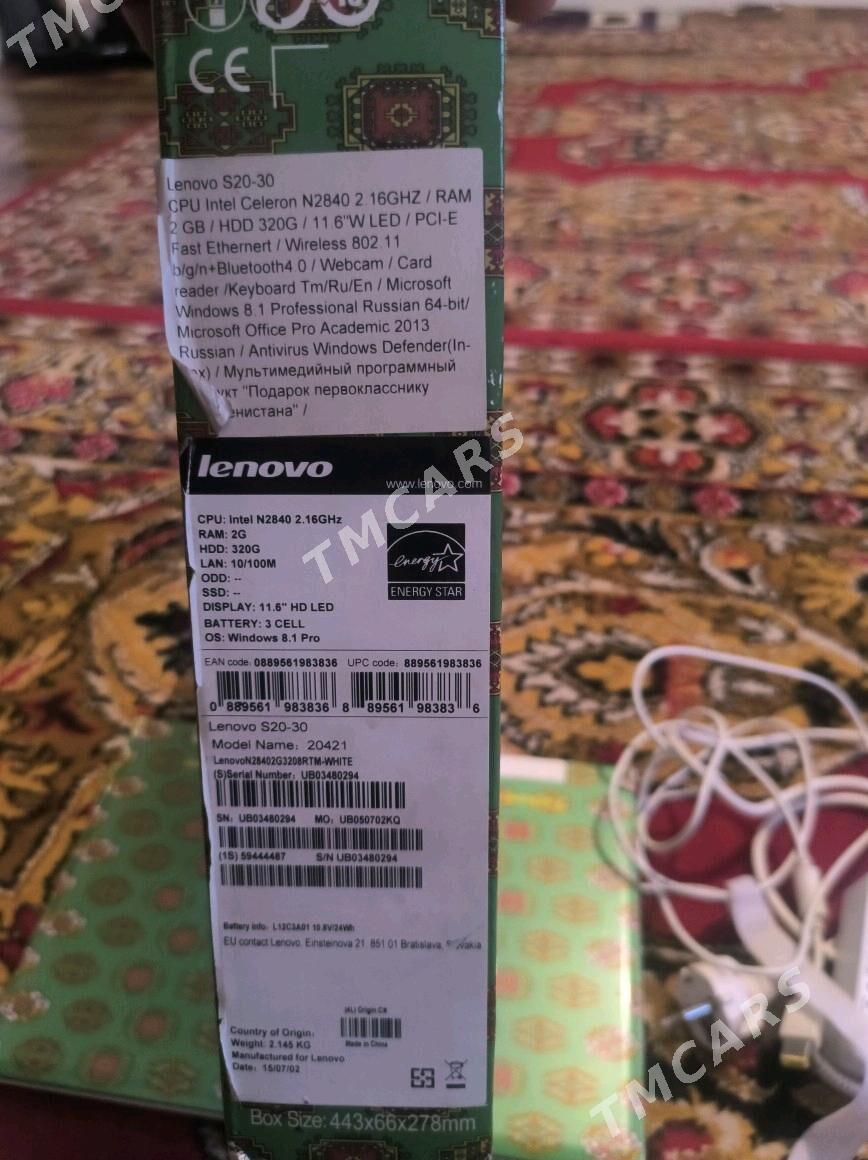 TMCARS
CE
Lenovo S20-30
CPU Intel Celeron N2840 2.16GHZ / RAM
2 GB / HDD 320G / 11.6"W LED / PCI-E
Fast Ethernert / Wireless 802.11
b/g/n+Bluetooth4.0 / Webcam / Card
reader /Keyboard Tm/Ru/En / Microsoft
Windows 8.1 Professional Russian 64-bit/
Microsoft Office Pro Academic 2013
Russian / Antivirus Windows Defender(In-
/ Мультимедийный программный
"Подарок первокласснику
/
lenovo
www.lenovo.com
TMCARS
CPU: Intel N2840 2.16GHz
RAM: 2G
HDD: 320G
LAN: 10/100M
ODD: --
SSD: --
DISPLAY: 11.6" HD LED
BATTERY: 3 CELL
OS: Windows 8.1 Pro
energy
ENERGY STAR
EAN code: 0889561983836 UPC code: 889561983836
0 889561 983836 8 89561 98383 6
Lenovo S20-30
Model Name: 20421
LenovoN28402G3208RTM-WHITE
(S)Serial Number: UB03480294
SN: UB03480294 MO: UB050702KQ
(1S) 59444487 S/N UB03480294
Battery info: L12C3A01 10.8V/24Wh
EU contact Lenovo, Einsteinova 21, 851 01 Bratislava, Slovakia
(4L) Origin:CN
Made in China
Country of Origin:
Weight: 2.145 KG
Manufactured for Lenovo
Date: 15/07/02
Box Size: 443x66x278mm
TMCARS